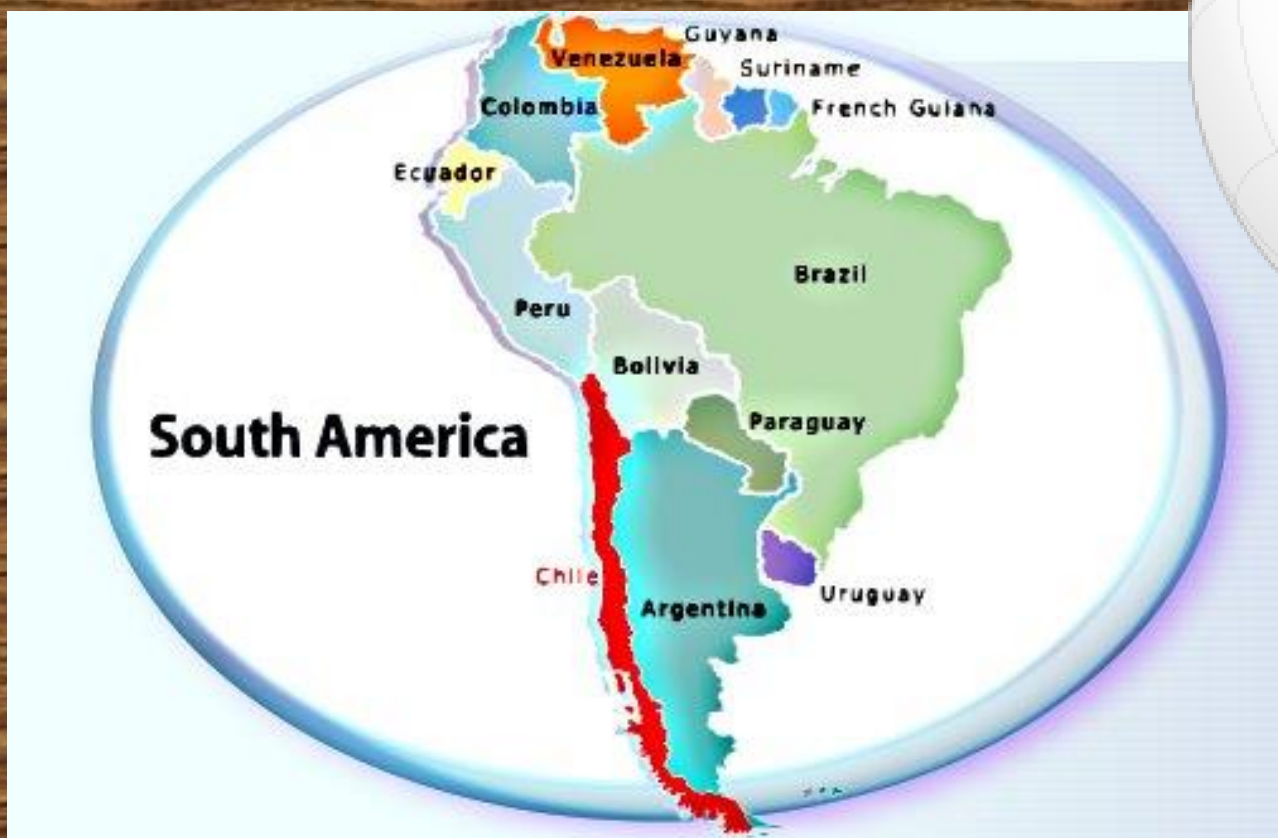 Guyana
Venezuela
Suriname
Colombia
French Guiana
Ecuador
Brazil
Peru
Bolivia
South America
Paraguay
Chile
Argentina
Uruguay